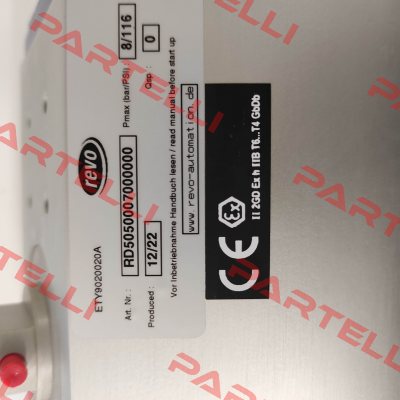 revo
ETY9020020A
Art. Nr. : RD5050007000000 Pmax (bar/PSI) : 8/116
Produced : 12/22 Qsp : 0
Vor Inbetriebnahme Handbuch lesen / read manual before start up
www.revo-automation.de
CE Ex
II 2GD Ex h IIB T6...T4 GbDb
PARTELLI
PARTELLI
PARTELLI
PARTELLI